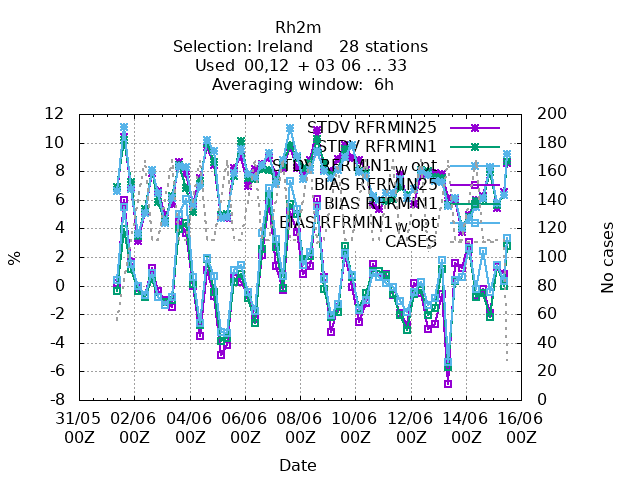 Rh2m
Selection: Ireland 28 stations
Used 00,12 + 03 06 ... 33
Averaging window: 6h
STDV RFRMIN25
STDV RFRMIN1
STDV RFRMIN1w opt
BIAS RFRMIN25
BIAS RFRMIN1
BIAS RFRMIN1w opt
CASES
12
10
8
6
4
2
0
-2
-4
-6
-8
%
200
180
160
140
120
100
80
60
40
20
0
No cases
31/05 02/06 04/06 06/06 08/06 10/06 12/06 14/06 16/06
00Z 00Z 00Z 00Z 00Z 00Z 00Z 00Z 00Z
Date